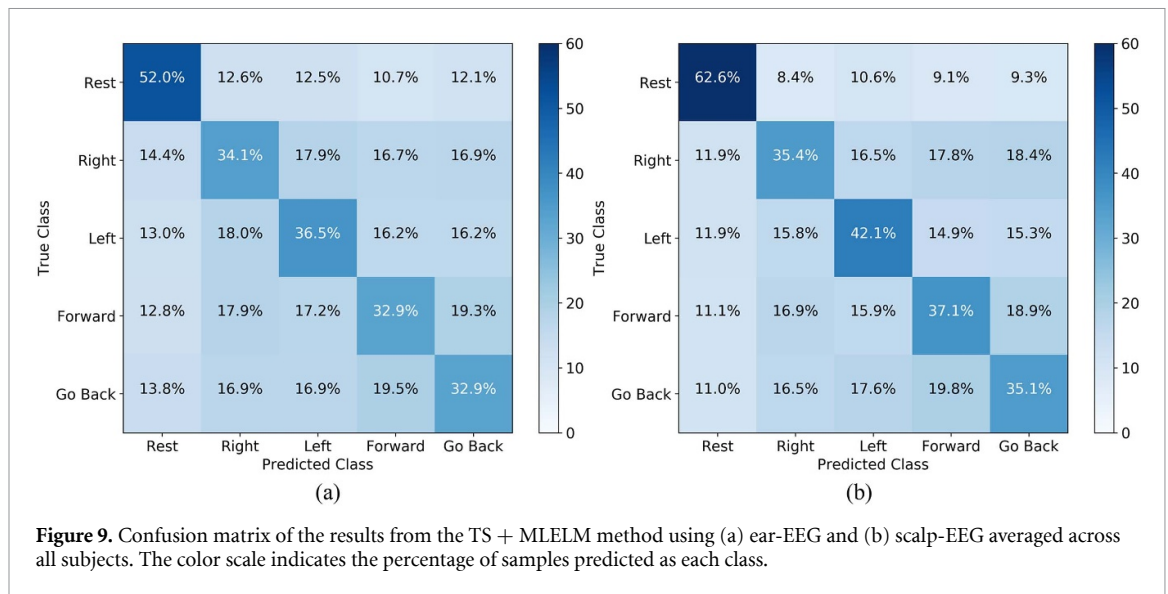 60
50
40
30
20
10
0
True Class
Rest 52.0% 12.6% 12.5% 10.7% 12.1%
Right 14.4% 34.1% 17.9% 16.7% 16.9%
Left 13.0% 18.0% 36.5% 16.2% 16.2%
Forward 12.8% 17.9% 17.2% 32.9% 19.3%
Go Back 13.8% 16.9% 16.9% 19.5% 32.9%
Rest Right Left Forward Go Back
Predicted Class
(a)
60
50
40
30
20
10
0
True Class
Rest 62.6% 8.4% 10.6% 9.1% 9.3%
Right 11.9% 35.4% 16.5% 17.8% 18.4%
Left 11.9% 15.8% 42.1% 14.9% 15.3%
Forward 11.1% 16.9% 15.9% 37.1% 18.9%
Go Back 11.0% 16.5% 17.6% 19.8% 35.1%
Rest Right Left Forward Go Back
Predicted Class
(b)
Figure 9. Confusion matrix of the results from the TS + MLELM method using (a) ear-EEG and (b) scalp-EEG averaged across
all subjects. The color scale indicates the percentage of samples predicted as each class.